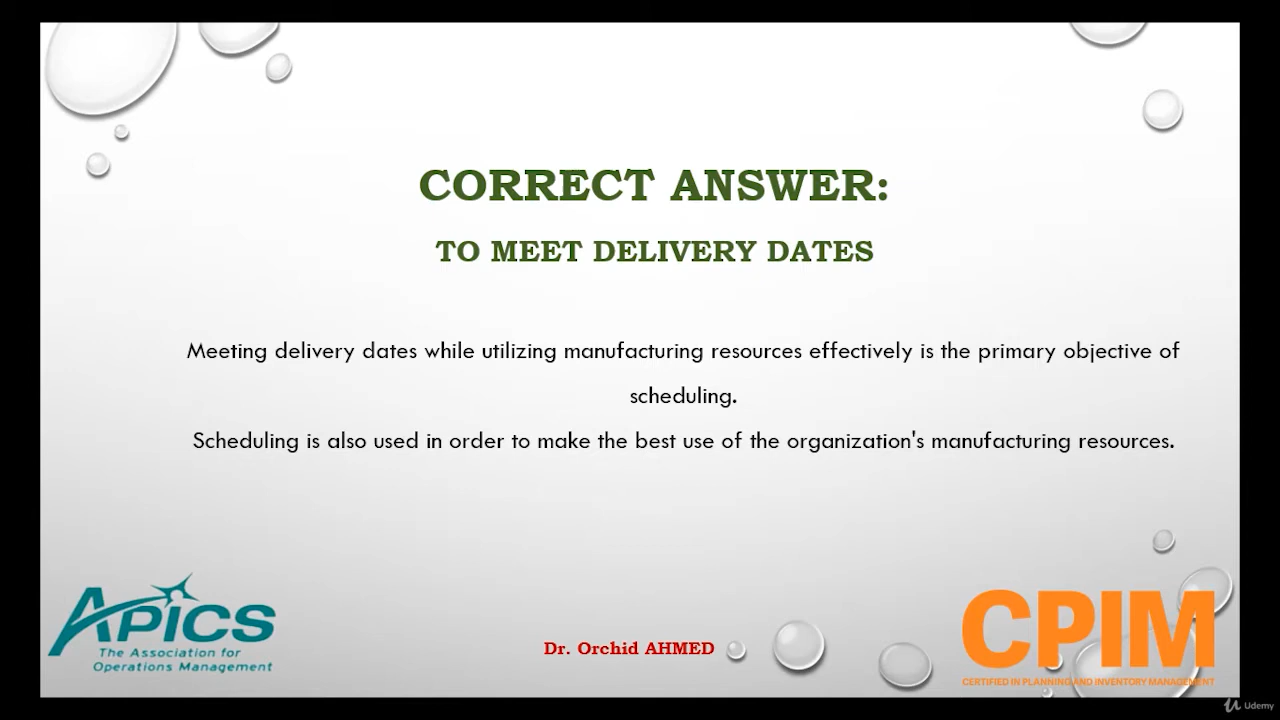 CORRECT ANSWER:
TO MEET DELIVERY DATES
Meeting delivery dates while utilizing manufacturing resources effectively is the primary objective of
scheduling.
Scheduling is also used in order to make the best use of the organization's manufacturing resources.
APICS
The Association for
Operations Management
Dr. Orchid AHMED
CPIM
CERTIFIED IN PLANNING AND INVENTORY MANAGEMENT
Udemy